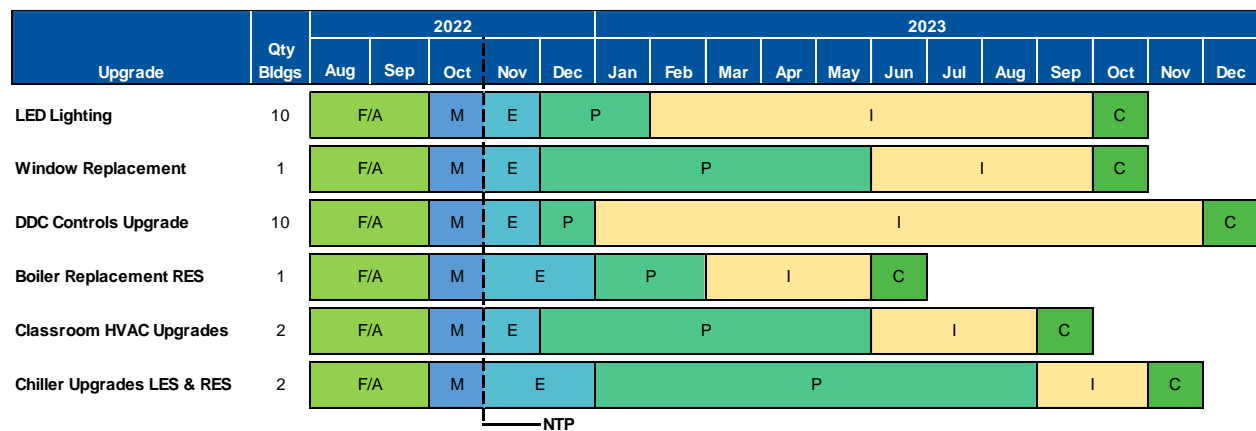 2022 2023
Upgrade Qty Bldgs Aug Sep Oct Nov Dec Jan Feb Mar Apr May Jun Jul Aug Sep Oct Nov Dec
LED Lighting 10 F/A M E P I C
Window Replacement 1 F/A M E P I C
DDC Controls Upgrade 10 F/A M E P I C
Boiler Replacement RES 1 F/A M E P I C
Classroom HVAC Upgrades 2 F/A M E P I C
Chiller Upgrades LES & RES 2 F/A M E P I C
NTP